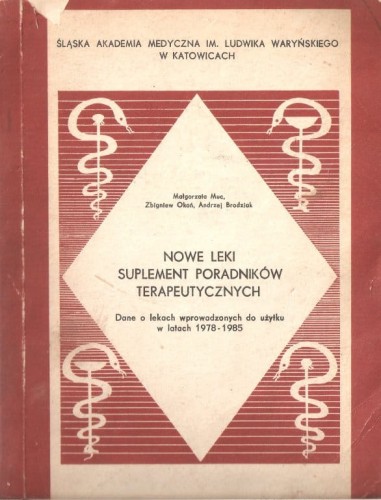 ŚLĄSKA AKADEMIA MEDYCZNA IM. LUDWIKA WARYŃSKIEGO
W KATOWICACH
Małgorzata Muc,
Zbigniew Okoń, Andrzej Brodziak
NOWE LEKI
SUPLEMENT PORADNIKÓW
TERAPEUTYCZNYCH
Dane o lekach wprowadzonych do użytku
w latach 1978-1985